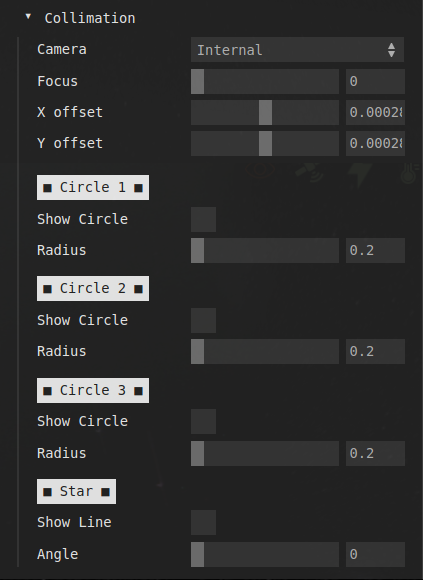 ▼ Collimation
Camera Internal
Focus 0
X offset 0.00028
Y offset 0.00028
■ Circle 1 ■
Show Circle
Radius 0.2
■ Circle 2 ■
Show Circle
Radius 0.2
■ Circle 3 ■
Show Circle
Radius 0.2
■ Star ■
Show Line
Angle 0